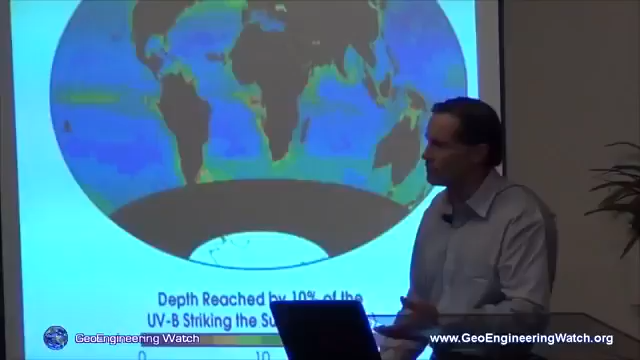 Depth Reached by 10% of the
UV-B Striking the Su
0
10
GeoEngineering Watch
www.GeoEngineeringWatch.org